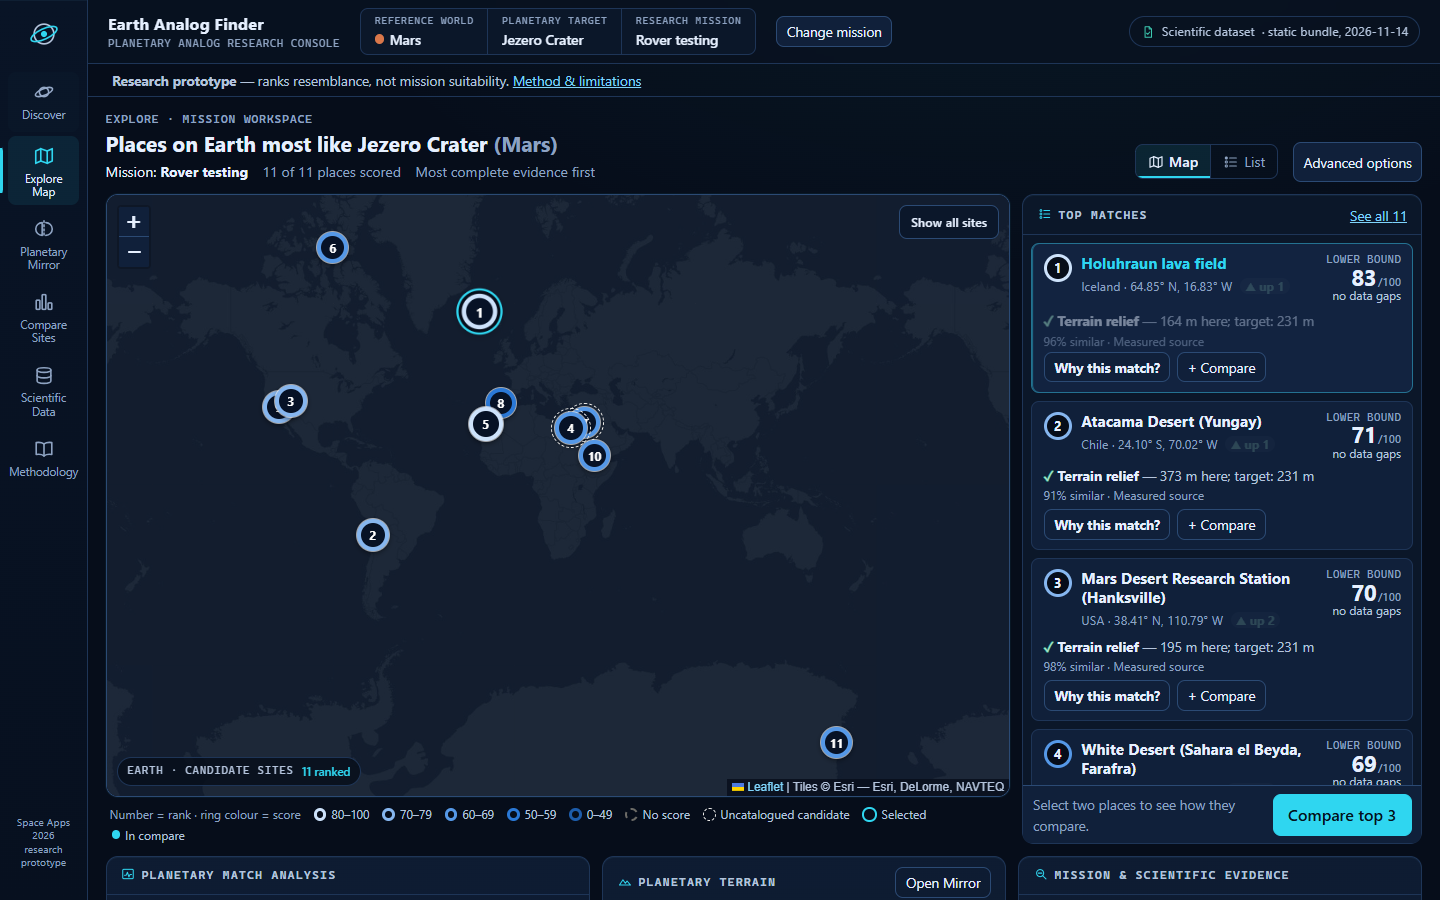 Earth Analog Finder
PLANETARY ANALOG RESEARCH CONSOLE
REFERENCE WORLD
Mars
PLANETARY TARGET
Jezero Crater
RESEARCH MISSION
Rover testing
Change mission
Scientific dataset · static bundle, 2026-11-14
Discover
Explore
Map
Planetary
Mirror
Compare
Sites
Scientific
Data
Methodology
Space Apps
2026
research
prototype
Research prototype — ranks resemblance, not mission suitability. Method & limitations
EXPLORE · MISSION WORKSPACE
Places on Earth most like Jezero Crater (Mars)
Mission: Rover testing 11 of 11 places scored Most complete evidence first
Map
List
Advanced options
+
−
Show all sites
6
1
3
8
5
4
10
2
11
EARTH · CANDIDATE SITES 11 ranked
Leaflet | Tiles © Esri — Esri, DeLorme, NAVTEQ
Number = rank · ring colour = score 80–100 70–79 60–69 50–59 0–49 No score Uncatalogued candidate Selected
In compare
TOP MATCHES
See all 11
1
Holuhraun lava field
Iceland · 64.85° N, 16.83° W ▲ up 1
LOWER BOUND
83/100
no data gaps
✓ Terrain relief — 164 m here; target: 231 m
96% similar · Measured source
Why this match?
+ Compare
2
Atacama Desert (Yungay)
Chile · 24.10° S, 70.02° W ▲ up 1
LOWER BOUND
71/100
no data gaps
✓ Terrain relief — 373 m here; target: 231 m
91% similar · Measured source
Why this match?
+ Compare
3
Mars Desert Research Station
(Hanksville)
USA · 38.41° N, 110.79° W ▲ up 2
LOWER BOUND
70/100
no data gaps
✓ Terrain relief — 195 m here; target: 231 m
98% similar · Measured source
Why this match?
+ Compare
4
White Desert (Sahara el Beyda,
Farafra)
LOWER BOUND
69/100
no data gaps
Select two places to see how they
compare.
Compare top 3
PLANETARY MATCH ANALYSIS
PLANETARY TERRAIN
Open Mirror
MISSION & SCIENTIFIC EVIDENCE